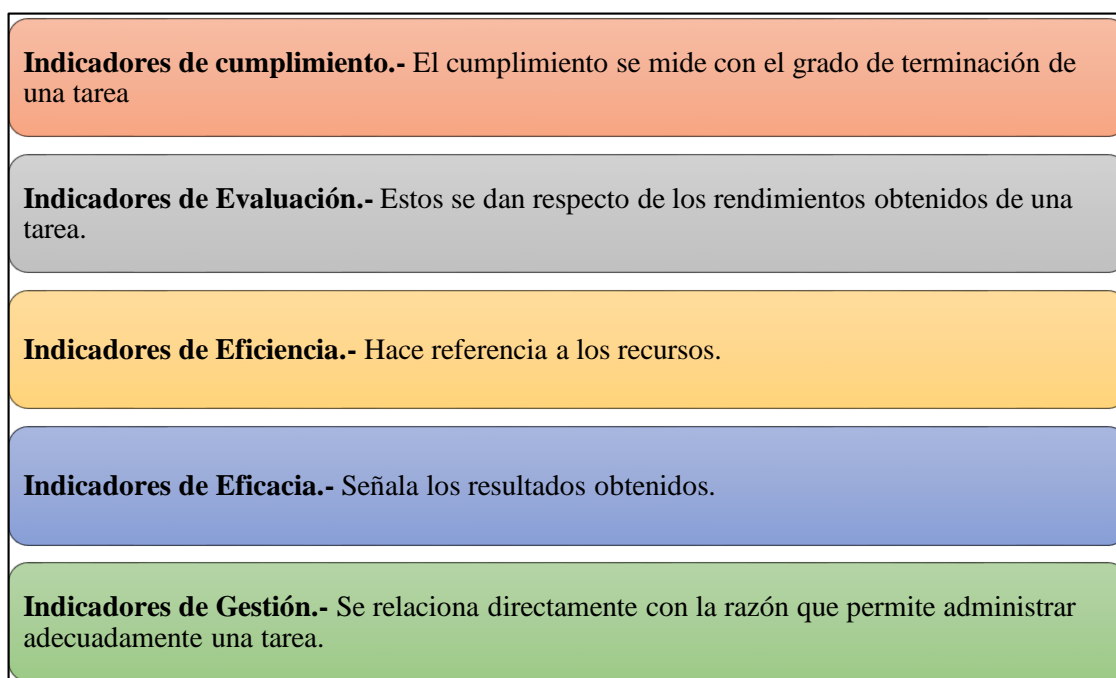 Indicadores de cumplimiento.- El cumplimiento se mide con el grado de terminación de
una tarea
Indicadores de Evaluación.- Estos se dan respecto de los rendimientos obtenidos de una
tarea.
Indicadores de Eficiencia.- Hace referencia a los recursos.
Indicadores de Eficacia.- Señala los resultados obtenidos.
Indicadores de Gestión.- Se relaciona directamente con la razón que permite administrar
adecuadamente una tarea.